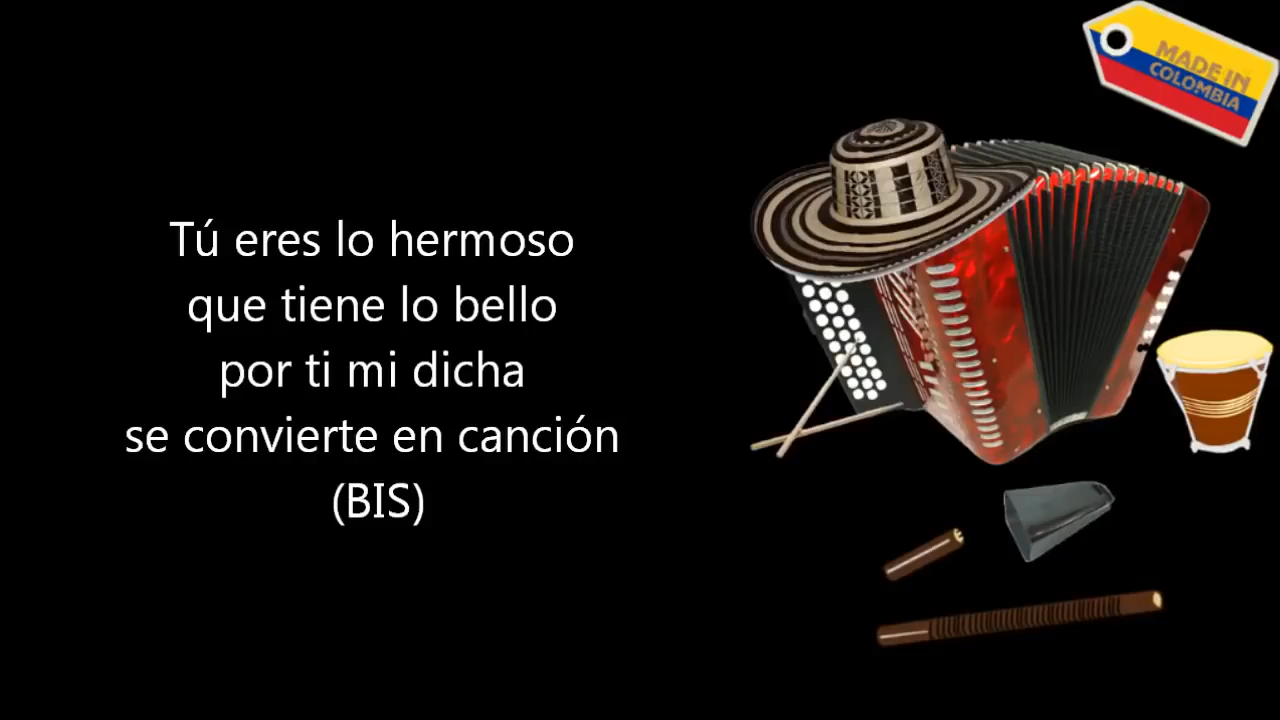 Tú eres lo hermoso
que tiene lo bello
por ti mi dicha
se convierte en canción
(BIS)
MADE IN
COLOMBIA